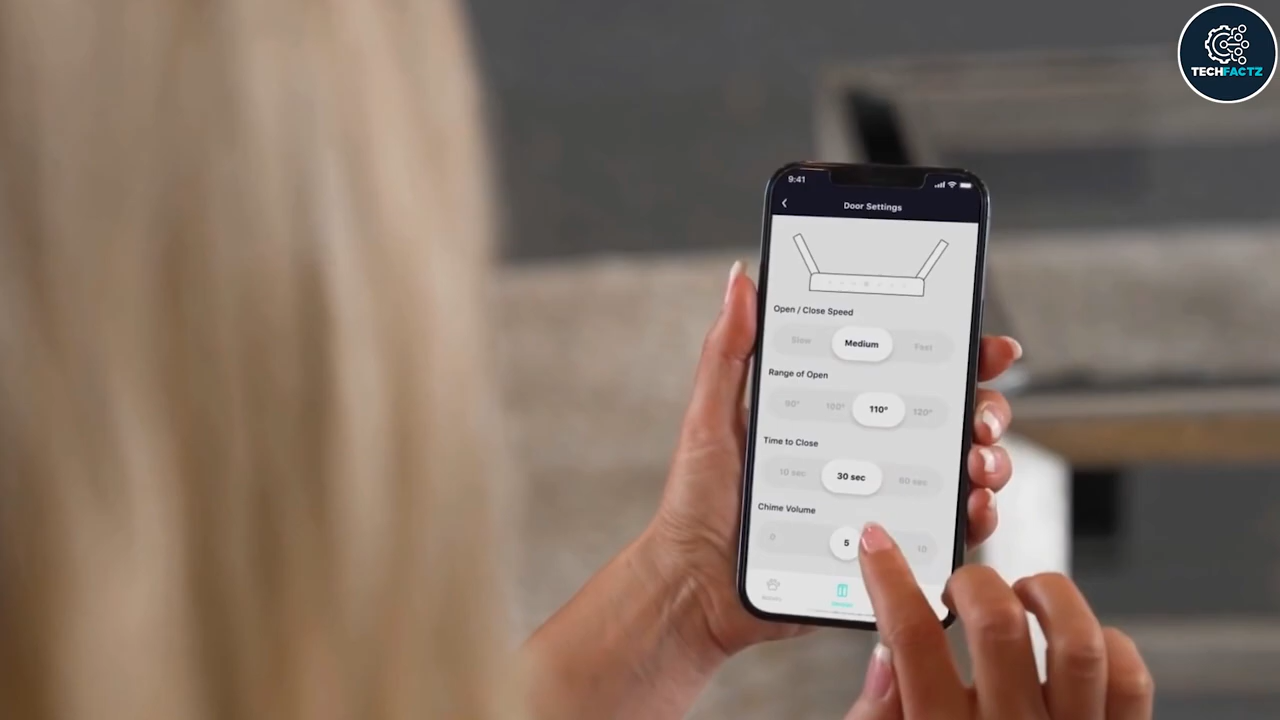 TECHFACTZ
9:41
Door Settings
Open / Close Speed
Slow Medium Fast
Range of Open
90° 100° 110° 120°
Time to Close
10 sec 30 sec 60 sec
Chime Volume
0 5 10